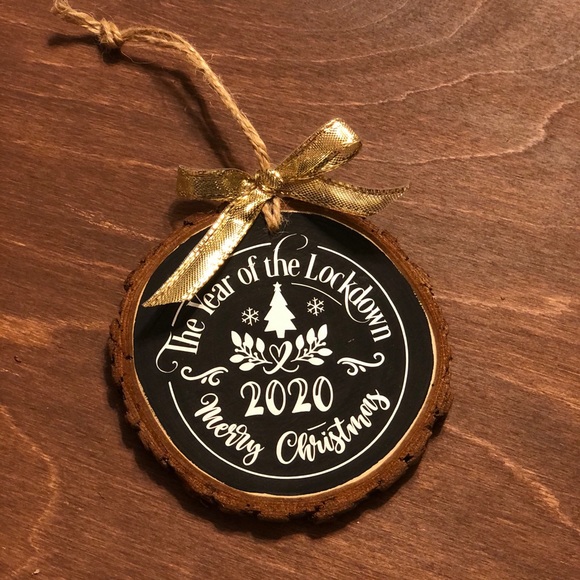 The Year of the Lockdown
2020
Merry Christmas